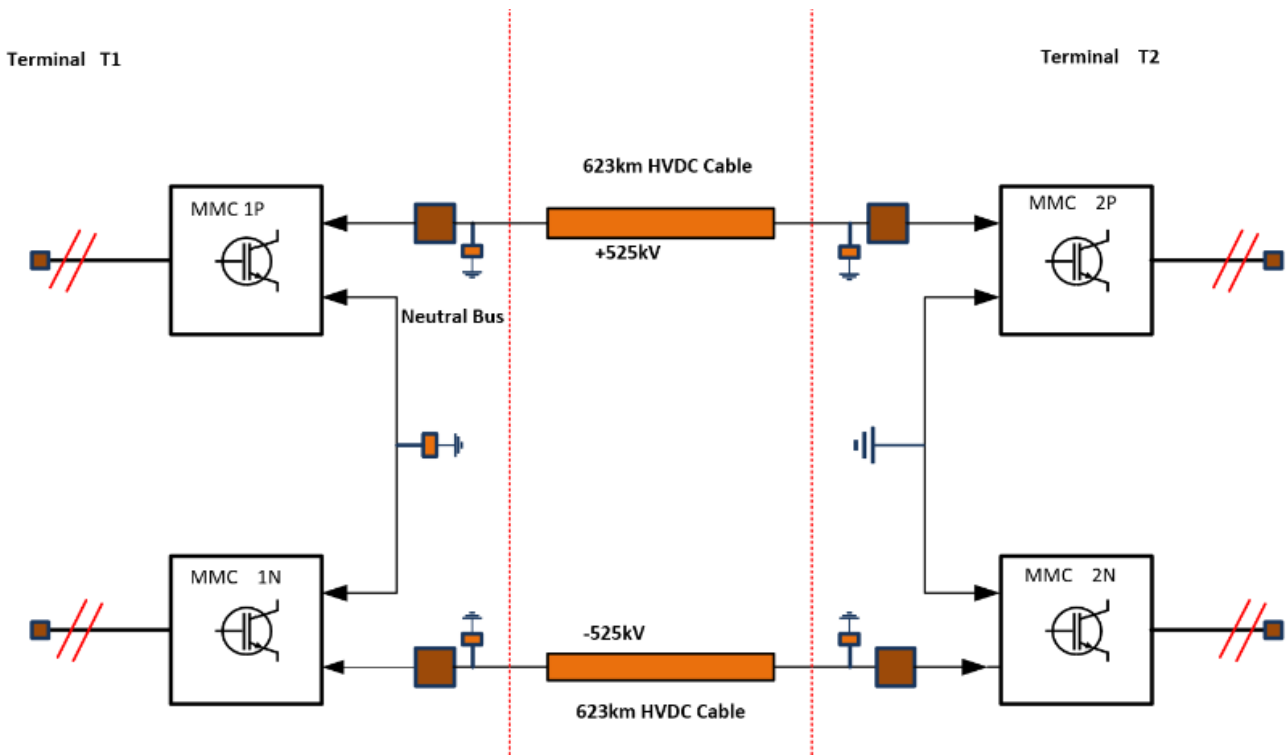 Terminal T1
Terminal T2
623km HVDC Cable
MMC 1P
MMC 2P
+525kV
Neutral Bus
MMC 1N
MMC 2N
-525kV
623km HVDC Cable